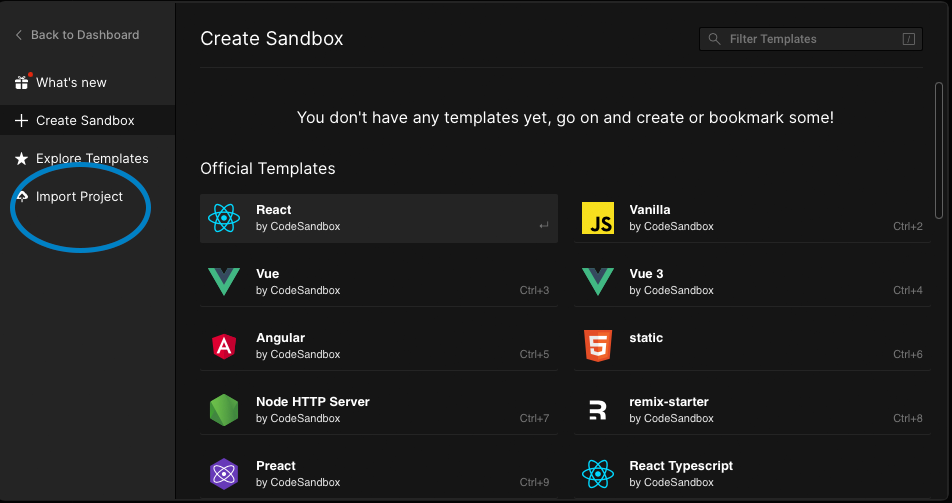 Back to Dashboard
What's new
Create Sandbox
Explore Templates
Import Project
Create Sandbox
Filter Templates
/
You don't have any templates yet, go on and create or bookmark some!
Official Templates
React
by CodeSandbox
Vanilla
by CodeSandbox
Ctrl+2
JS
Vue
by CodeSandbox
Ctrl+3
Vue 3
by CodeSandbox
Ctrl+4
A
Angular
by CodeSandbox
Ctrl+5
5
static
Ctrl+6
Node HTTP Server
by CodeSandbox
Ctrl+7
R
remix-starter
by CodeSandbox
Ctrl+8
Preact
by CodeSandbox
Ctrl+9
React Typescript
by CodeSandbox